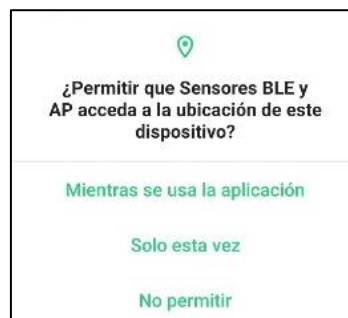 ¿Permitir que Sensores BLE y
AP acceda a la ubicación de este
dispositivo?
Mientras se usa la aplicación
Solo esta vez
No permitir